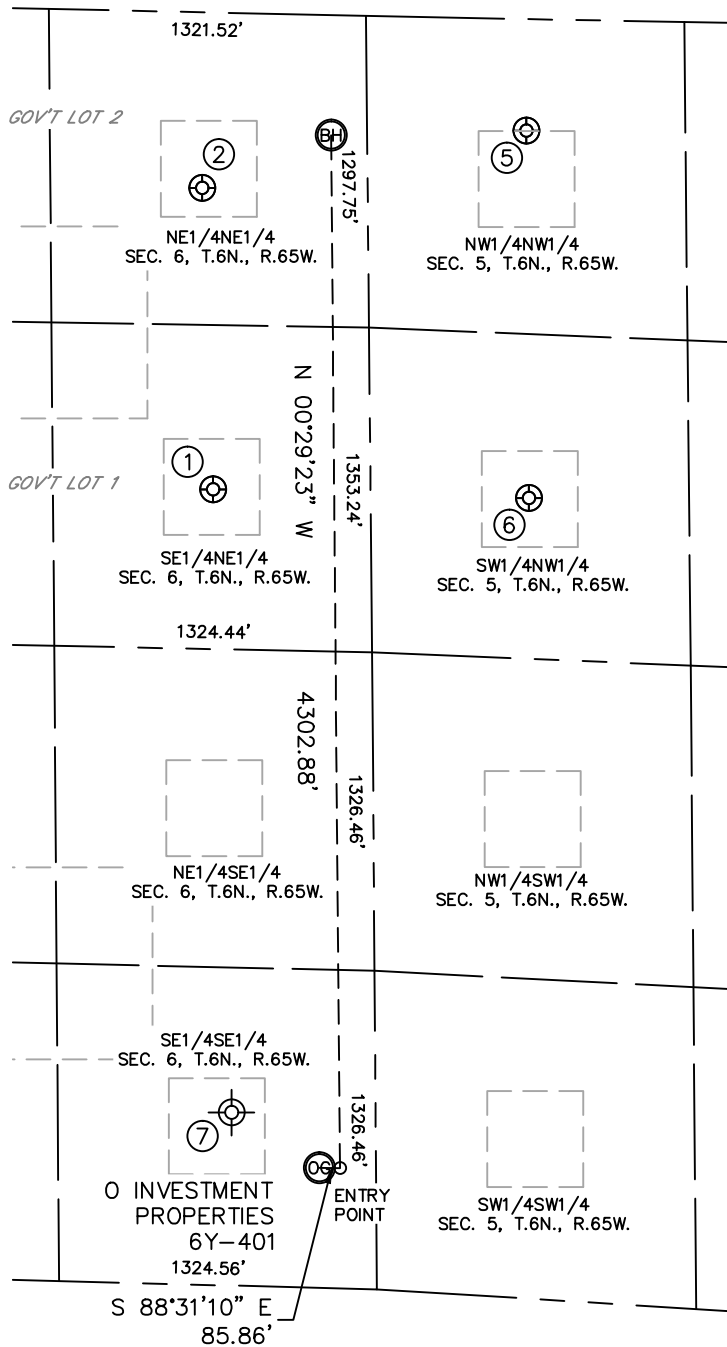 1321.52'
GOV'T LOT 2
BH
2
5
1297.75'
NE1/4NE1/4
SEC. 6, T.6N., R.65W.
NW1/4NW1/4
SEC. 5, T.6N., R.65W.
N 00°29'23" W
1
1353.24'
GOV'T LOT 1
6
SE1/4NE1/4
SEC. 6, T.6N., R.65W.
SW1/4NW1/4
SEC. 5, T.6N., R.65W.
1324.44'
4302.88'
1326.46'
NE1/4SE1/4
SEC. 6, T.6N., R.65W.
NW1/4SW1/4
SEC. 5, T.6N., R.65W.
SE1/4SE1/4
SEC. 6, T.6N., R.65W.
7
1326.46'
OG
O INVESTMENT
PROPERTIES
6Y-401
ENTRY
POINT
SW1/4SW1/4
SEC. 5, T.6N., R.65W.
1324.56'
S 88°31'10" E
85.86'